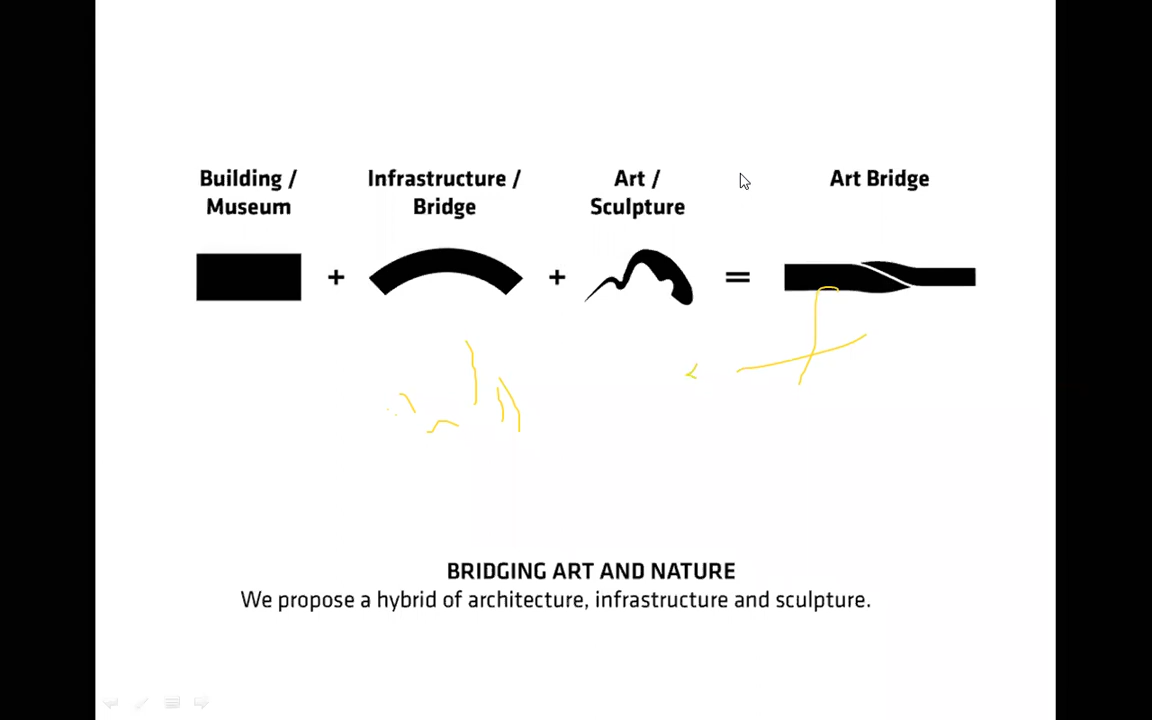 Building /
Museum
Infrastructure /
Bridge
Art /
Sculpture
Art Bridge
+ + =
BRIDGING ART AND NATURE
We propose a hybrid of architecture, infrastructure and sculpture.